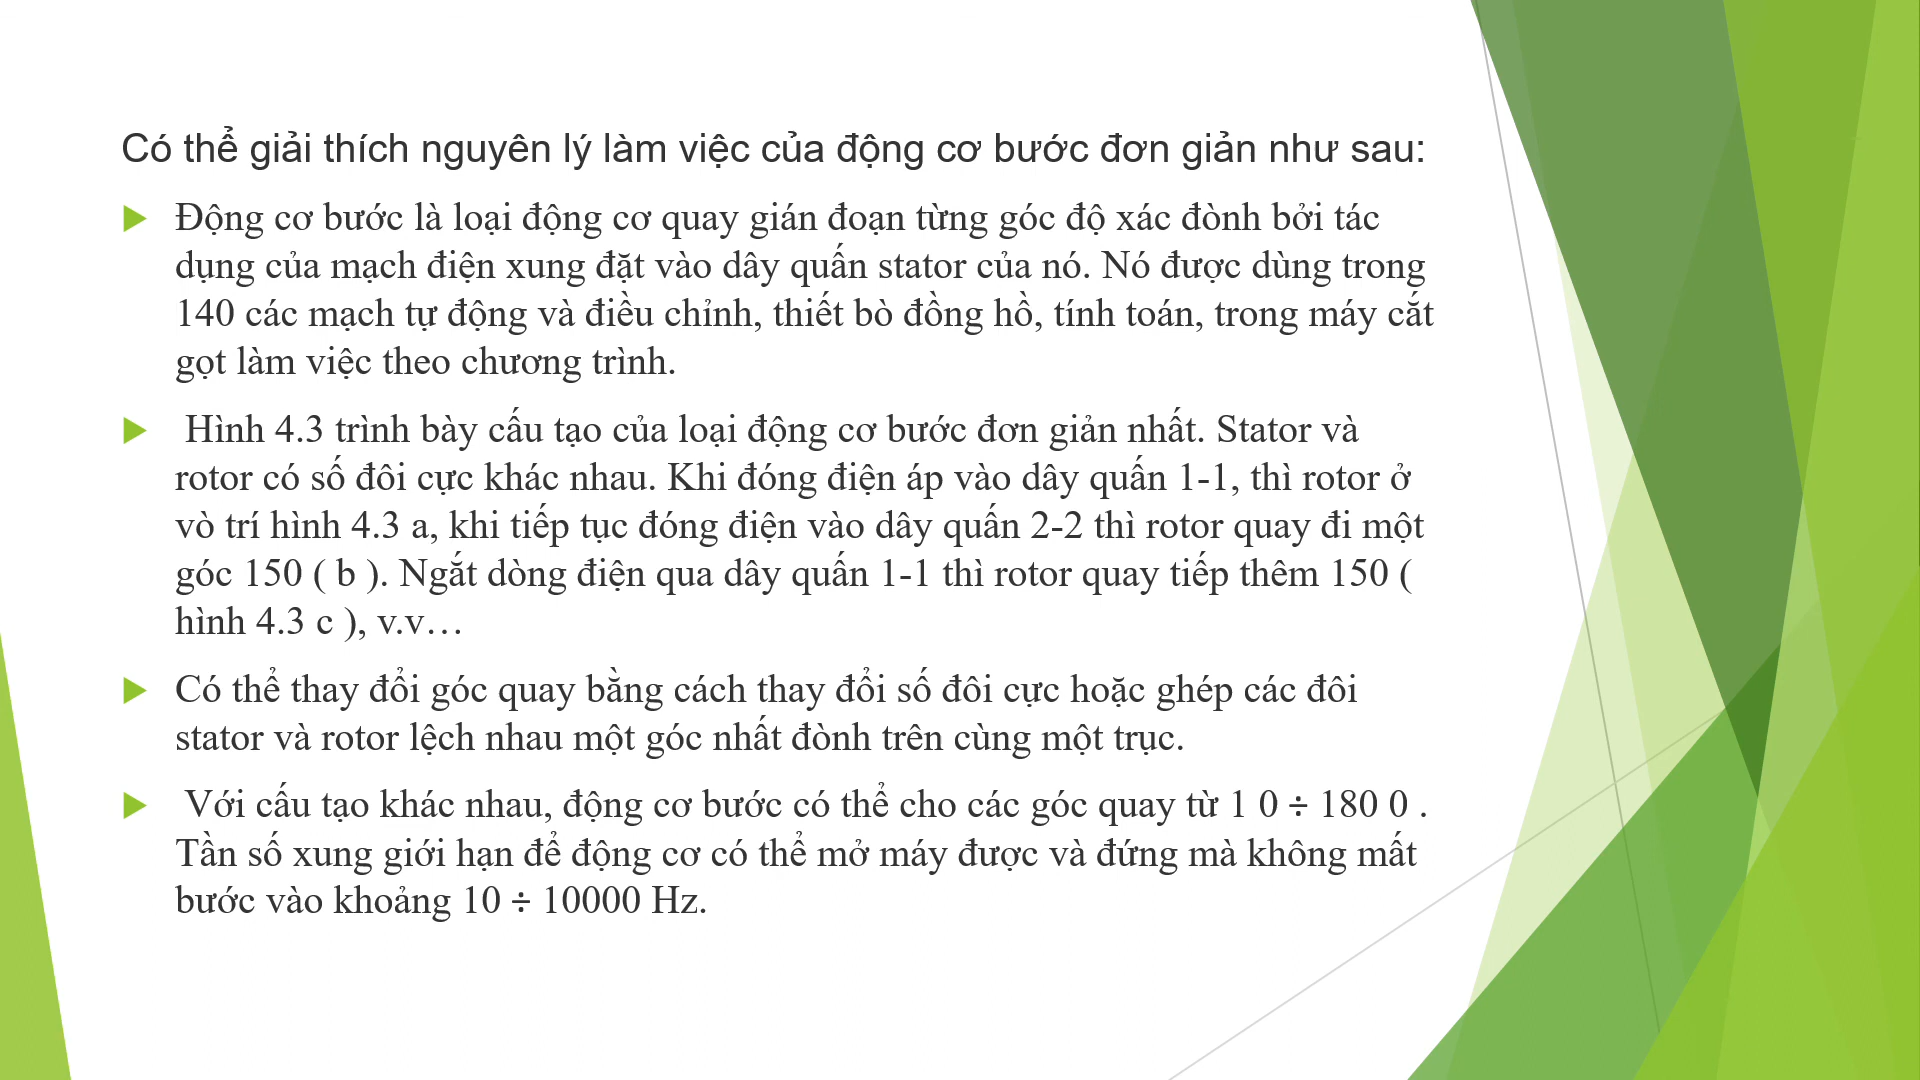 Có thể giải thích nguyên lý làm việc của động cơ bước đơn giản như sau:
Động cơ bước là loại động cơ quay gián đoạn từng góc độ xác đònh bởi tác
dụng của mạch điện xung đặt vào dây quấn stator của nó. Nó được dùng trong
140 các mạch tự động và điều chỉnh, thiết bò đồng hồ, tính toán, trong máy cắt
gọt làm việc theo chương trình.
Hình 4.3 trình bày cấu tạo của loại động cơ bước đơn giản nhất. Stator và
rotor có số đôi cực khác nhau. Khi đóng điện áp vào dây quấn 1-1, thì rotor ở
vò trí hình 4.3 a, khi tiếp tục đóng điện vào dây quấn 2-2 thì rotor quay đi một
góc 150 ( b ). Ngắt dòng điện qua dây quấn 1-1 thì rotor quay tiếp thêm 150 (
hình 4.3 c ), v.v…
Có thể thay đổi góc quay bằng cách thay đổi số đôi cực hoặc ghép các đôi
stator và rotor lệch nhau một góc nhất đònh trên cùng một trục.
Với cấu tạo khác nhau, động cơ bước có thể cho các góc quay từ 1 0 ÷ 180 0 .
Tần số xung giới hạn để động cơ có thể mở máy được và đứng mà không mất
bước vào khoảng 10 ÷ 10000 Hz.